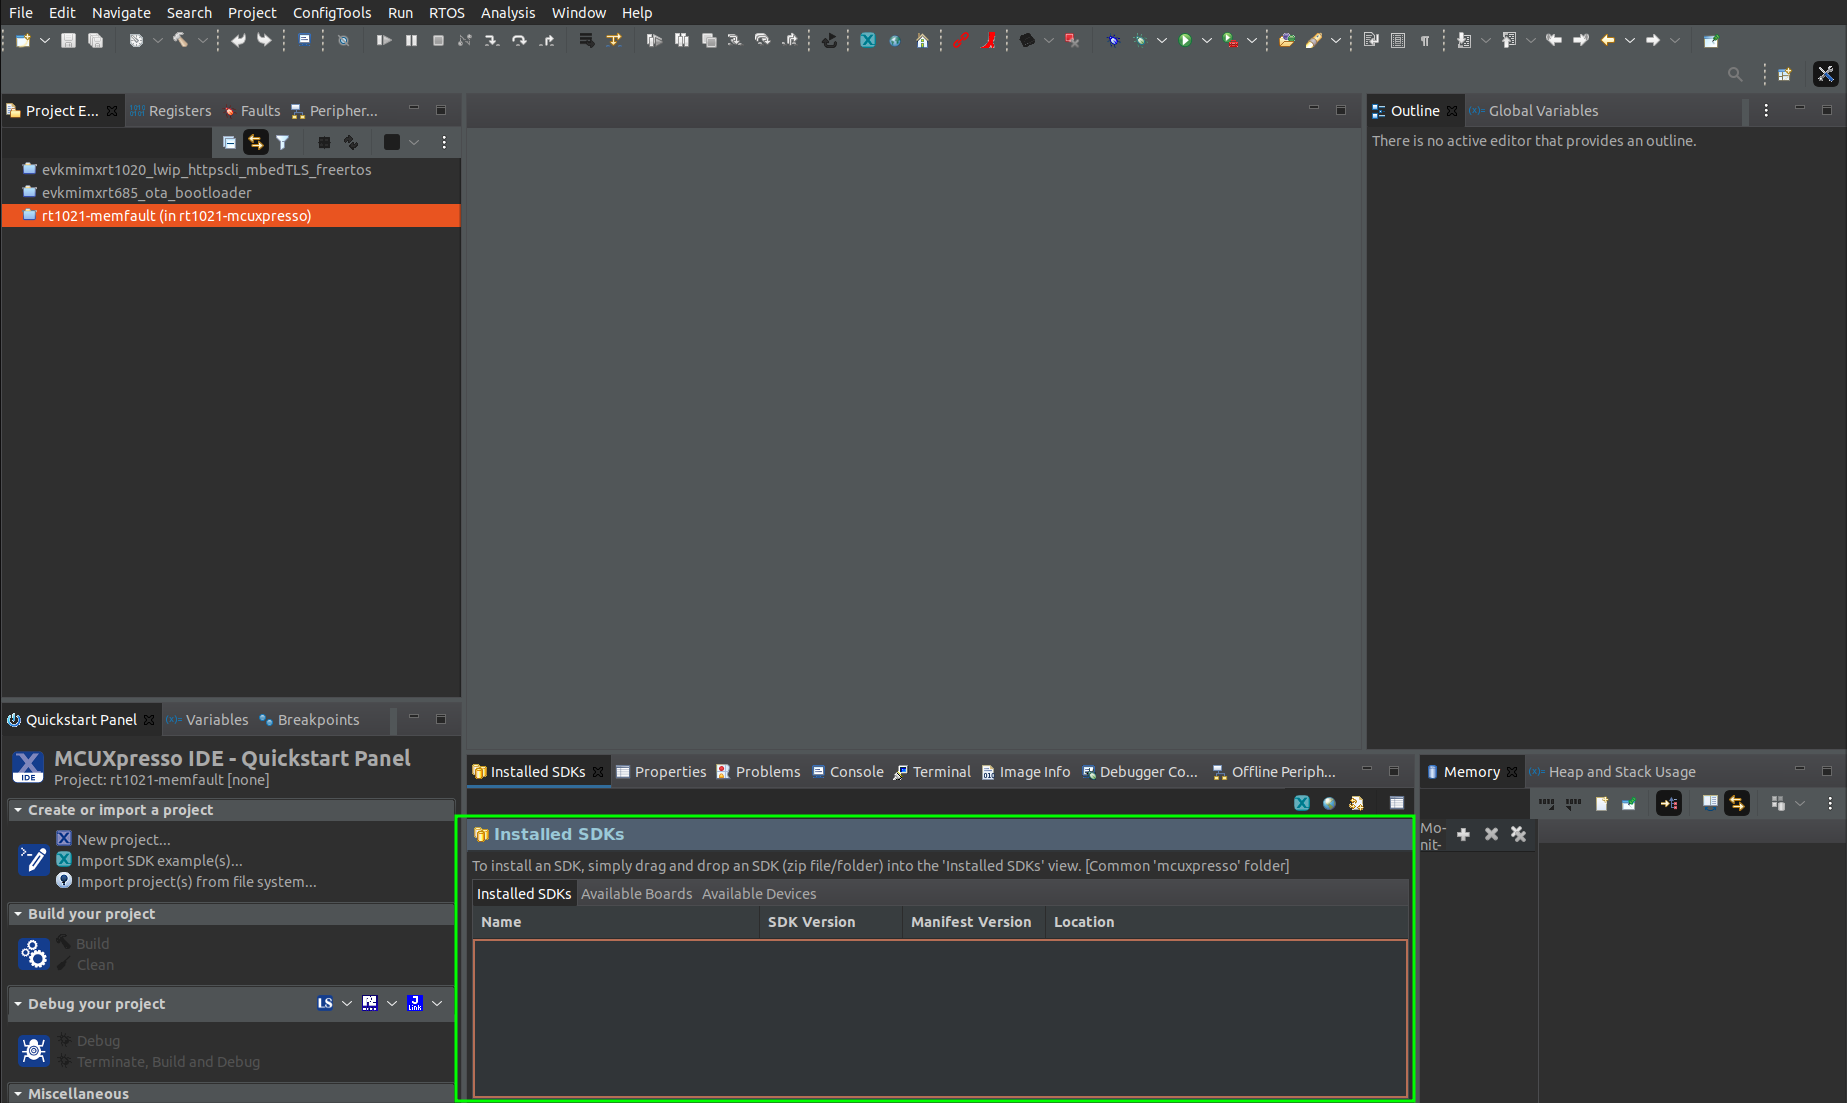 File Edit Navigate Search Project ConfigTools Run RTOS Analysis Window Help
Project E... Registers Faults Peripher...
evkmimxrt1020_lwip_httpscli_mbedTLS_freertos
evkmimxrt685_ota_bootloader
rt1021-memfault (in rt1021-mcuxpresso)
Outline (x)= Global Variables
There is no active editor that provides an outline.
Quickstart Panel (x)= Variables Breakpoints
IDE
MCUXpresso IDE - Quickstart Panel
Project: rt1021-memfault [none]
Create or import a project
New project...
Import SDK example(s)...
Import project(s) from file system...
Build your project
Build
Clean
Debug your project LS J Link
Debug
Terminate, Build and Debug
Miscellaneous
Installed SDKs Properties Problems Console Terminal Image Info Debugger Co... Offline Periph...
Installed SDKs
To install an SDK, simply drag and drop an SDK (zip file/folder) into the 'Installed SDKs' view. [Common 'mcuxpresso' folder]
Installed SDKs Available Boards Available Devices
Name SDK Version Manifest Version Location
Memory (x)= Heap and Stack Usage
Mo-
nit-